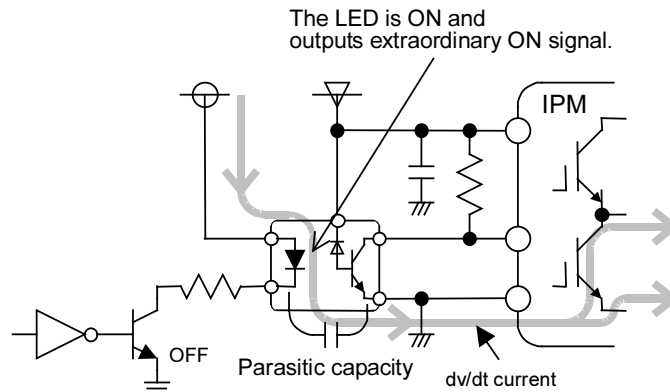 The LED is ON and
outputs extraordinary ON signal.
IPM
OFF
Parasitic capacity
dv/dt current